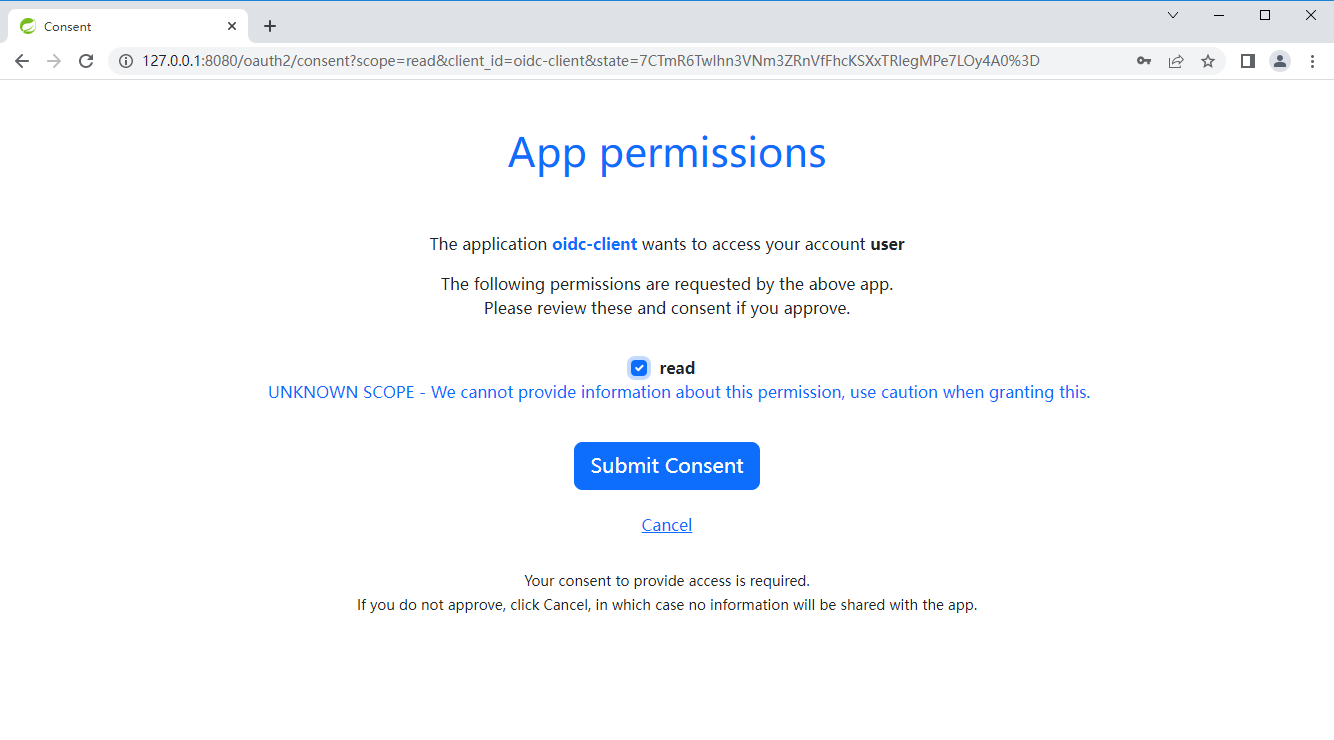 Consent
127.0.0.1:8080/oauth2/consent?scope=read&client_id=oidc-client&state=7CTmR6Twlhn3VNm3ZRnVfFhcKSXxTRlegMPe7LOy4A0%3D
App permissions
The application oidc-client wants to access your account user
The following permissions are requested by the above app.
Please review these and consent if you approve.
read
UNKNOWN SCOPE - We cannot provide information about this permission, use caution when granting this.
Submit Consent
Cancel
Your consent to provide access is required.
If you do not approve, click Cancel, in which case no information will be shared with the app.